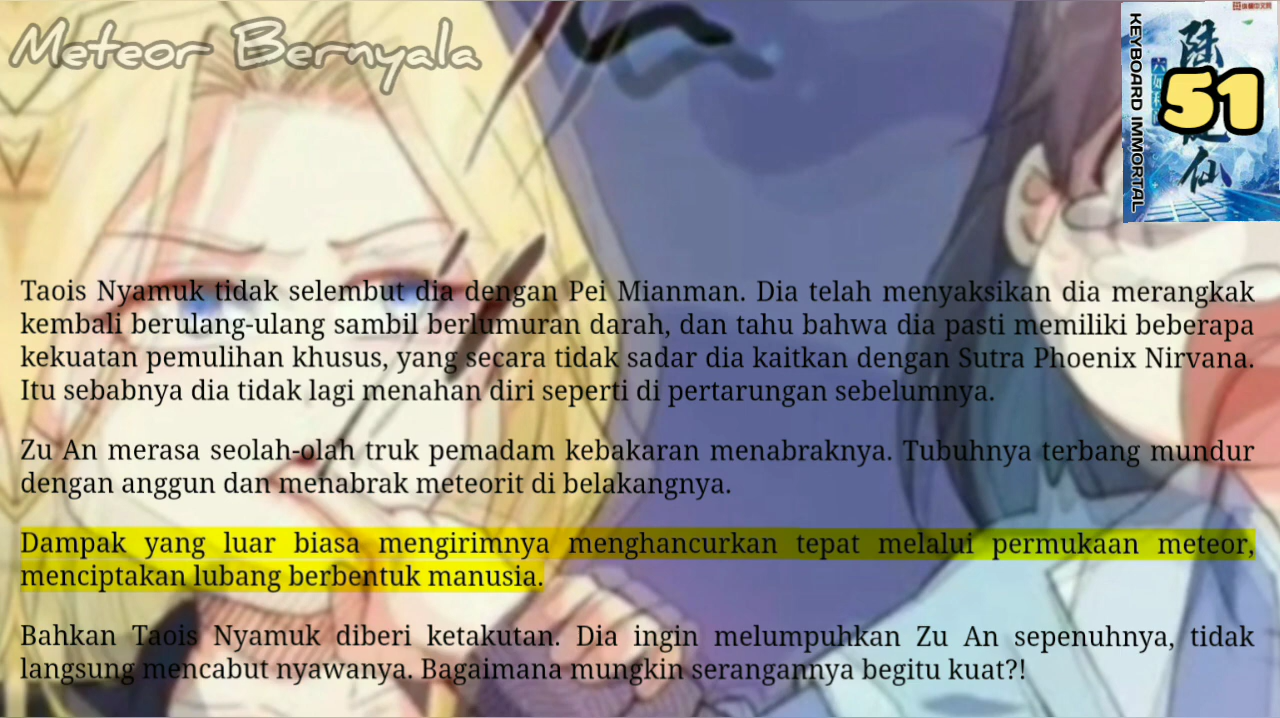 Meteor Bernyala
KEYBOARD IMMORTAL
51
仙
Taois Nyamuk tidak selembut dia dengan Pei Mianman. Dia telah menyaksikan dia merangkak
kembali berulang-ulang sambil berlumuran darah, dan tahu bahwa dia pasti memiliki beberapa
kekuatan pemulihan khusus, yang secara tidak sadar dia kaitkan dengan Sutra Phoenix Nirvana.
Itu sebabnya dia tidak lagi menahan diri seperti di pertarungan sebelumnya.
Zu An merasa seolah-olah truk pemadam kebakaran menabraknya. Tubuhnya terbang mundur
dengan anggun dan menabrak meteorit di belakangnya.
Dampak yang luar biasa mengirimnya menghancurkan tepat melalui permukaan meteor,
menciptakan lubang berbentuk manusia.
Bahkan Taois Nyamuk diberi ketakutan. Dia ingin melumpuhkan Zu An sepenuhnya, tidak
langsung mencabut nyawanya. Bagaimana mungkin serangannya begitu kuat?!